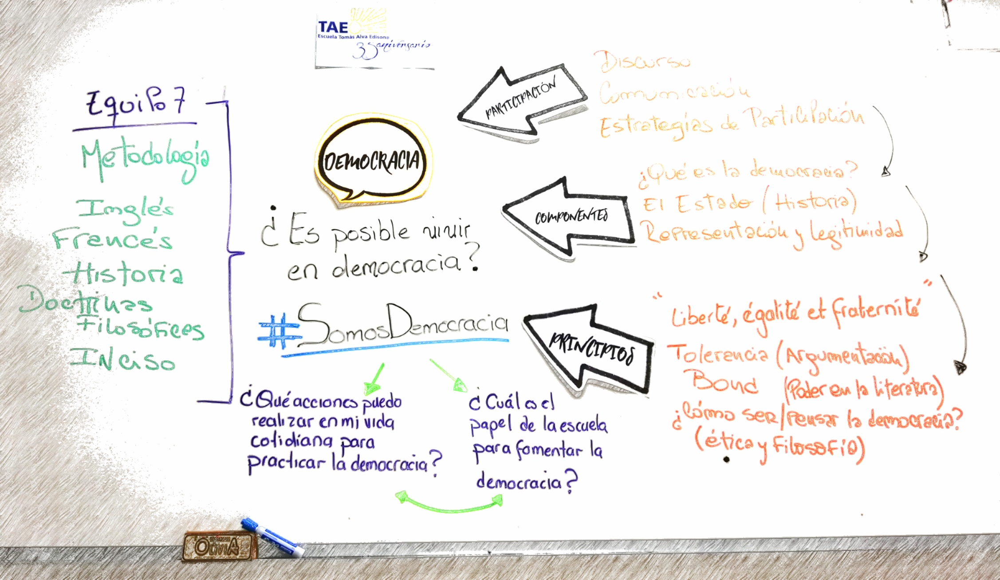 TAE
Escuela Tomás Alva Edison
35 aniversario
Equipo 7
Metodología
Inglés
Francés
Historia
Doctrinas
Filosóficas
INciso
DEMOCRACIA
¿Es posible vivir
en democracia?
#SomosDemocracia
¿Qué acciones puedo
realizar en mi vida
cotidiana para
practicar la democracia?
¿Cuál es el
papel de la escuela
para fomentar la
democracia?
PARTICIPACIÓN
Discurso
Comunicación
Estrategías de Participación
COMPONENTES
¿Qué es la democracia?
El Estado (Historia)
Representación y legitimidad
PRINCIPIOS
"Liberté, égalité et fraternité"
Tolerancia (Argumentación)
Bond (Poder en la literatura)
¿Cómo ser/pensar la democracia?
(ética y filosofía)
OLIVIA